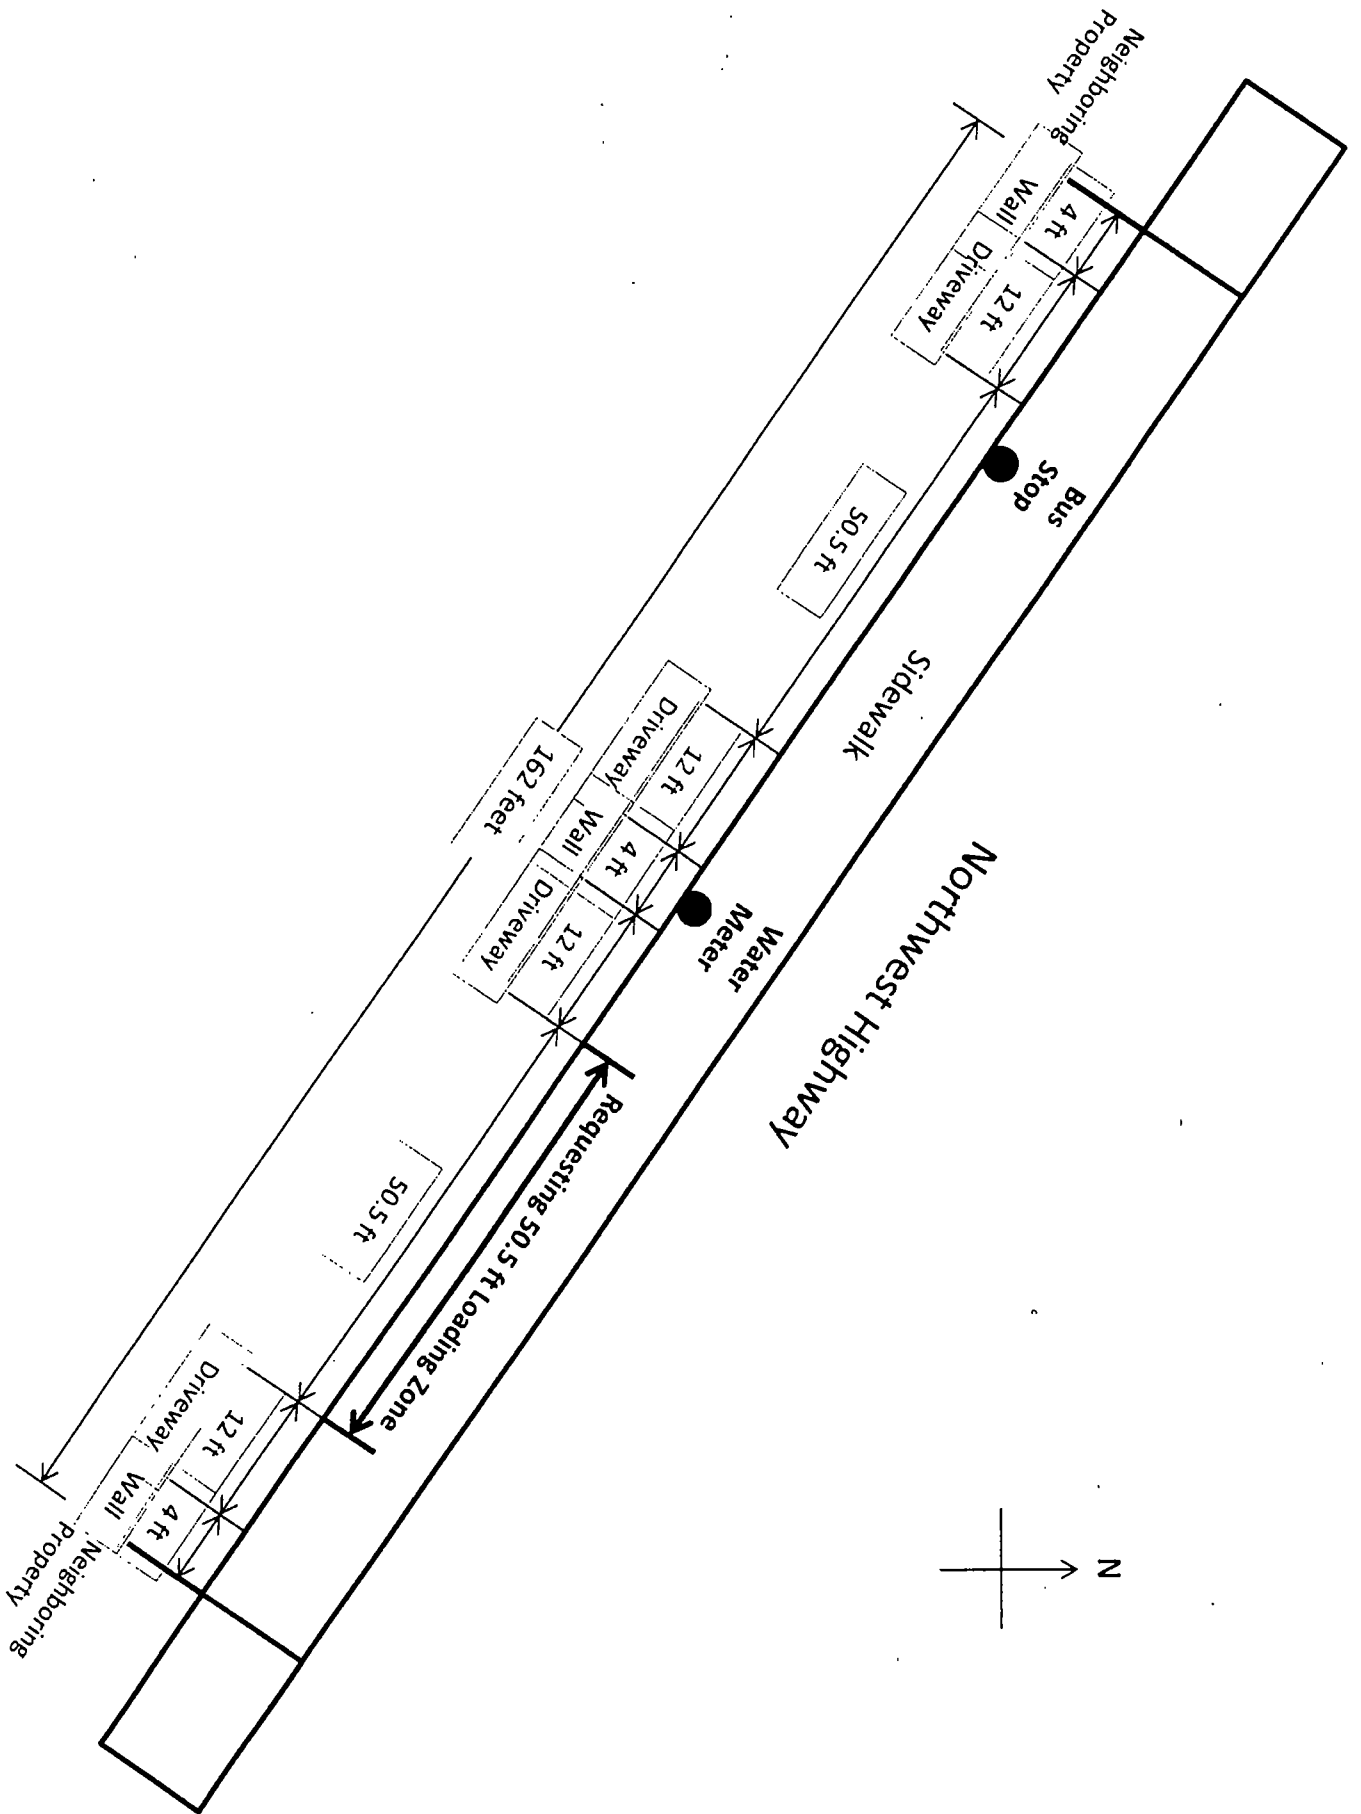 Neighboring
Property
Wall
4 ft
Driveway
12 ft
Bus
Stop
50.5 ft
Sidewalk
Northwest Highway
162 feet
Driveway
12 ft
Wall
4 ft
Driveway
12 ft
Water
Meter
Requesting 50.5 ft Loading Zone
50.5 ft
Driveway
12 ft
Wall
4 ft
Neighboring
Property
N